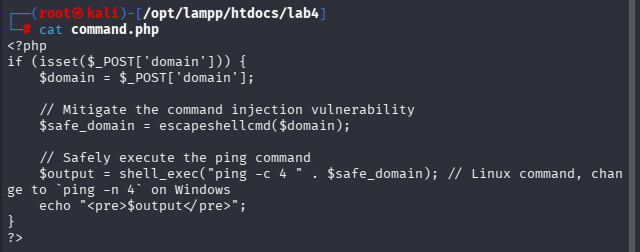 ┌──(root㉿kali)-[/opt/lampp/htdocs/lab4]
└─# cat command.php
<?php
if (isset($_POST['domain'])) {
    $domain = $_POST['domain'];

    // Mitigate the command injection vulnerability
    $safe_domain = escapeshellcmd($domain);

    // Safely execute the ping command
    $output = shell_exec("ping -c 4 " . $safe_domain); // Linux command, chan
ge to `ping -n 4` on Windows
    echo "<pre>$output</pre>";
}
?>